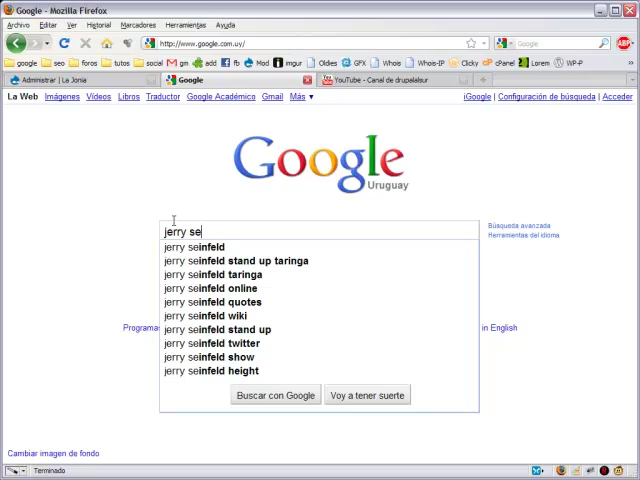 Google - Mozilla Firefox
Archivo Editar Ver Historial Marcadores Herramientas Ayuda
http://www.google.com.uy/
Google
google seo foros tutos social gm add fb Mod imgur Oldies GFX Whois Whois-IP Clicky cPanel Lorem WP-P
Administrar | La Jonia
Google
YouTube - Canal de drupalalsur
La Web Imágenes Vídeos Libros Traductor Google Académico Gmail Más ▼
iGoogle | Configuración de búsqueda | Acceder
Google
Uruguay
jerry se
Búsqueda avanzada
Herramientas del idioma
jerry seinfeld
jerry seinfeld stand up taringa
jerry seinfeld taringa
jerry seinfeld online
jerry seinfeld quotes
jerry seinfeld wiki
jerry seinfeld stand up
Programas
in English
jerry seinfeld twitter
jerry seinfeld show
jerry seinfeld height
Buscar con Google
Voy a tener suerte
Cambiar imagen de fondo
Terminado